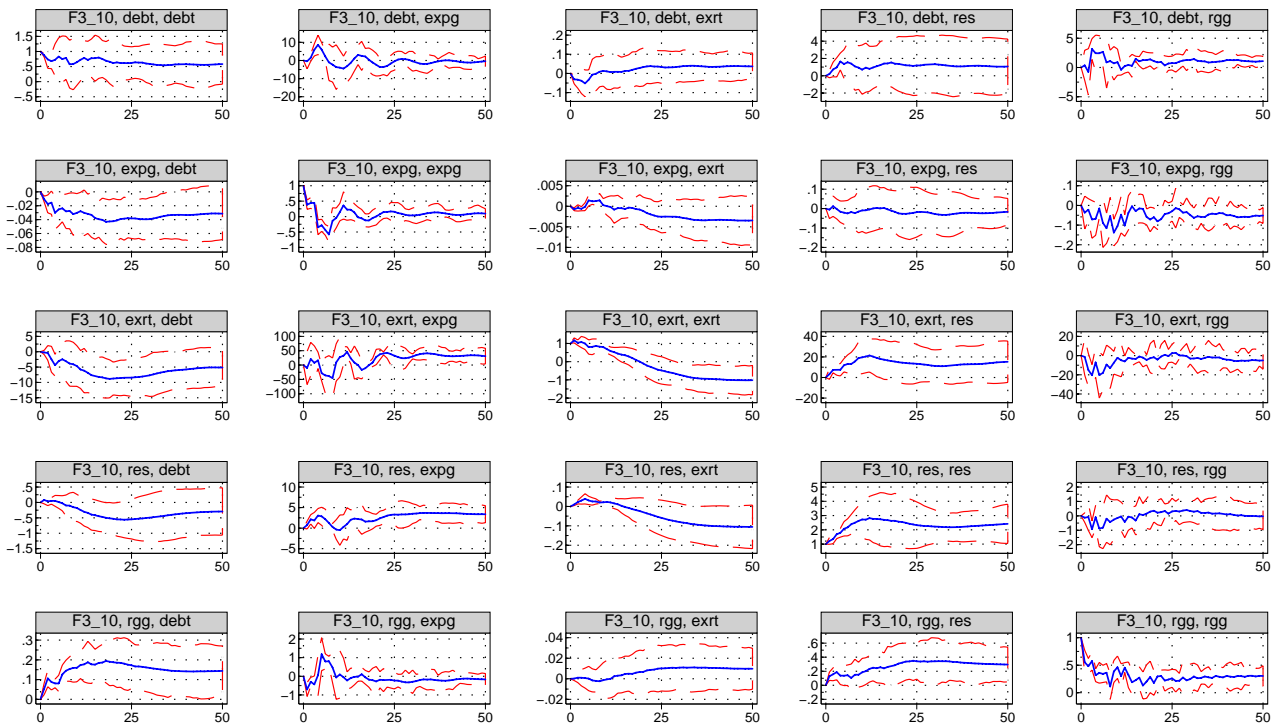 F3_10, debt, debt
1.5
1
.5
0
−.5
0 25 50
F3_10, debt, expg
10
0
−10
−20
0 25 50
F3_10, debt, exrt
.2
.1
0
−.1
0 25 50
F3_10, debt, res
4
2
0
−2
0 25 50
F3_10, debt, rgg
5
0
−5
0 25 50
F3_10, expg, debt
0
−.02
−.04
−.06
−.08
0 25 50
F3_10, expg, expg
1
.5
0
−.5
−1
0 25 50
F3_10, expg, exrt
.005
0
−.005
−.01
0 25 50
F3_10, expg, res
.1
0
−.1
−.2
0 25 50
F3_10, expg, rgg
.1
0
−.1
−.2
0 25 50
F3_10, exrt, debt
5
0
−5
−10
−15
0 25 50
F3_10, exrt, expg
100
50
0
−50
−100
0 25 50
F3_10, exrt, exrt
1
0
−1
−2
0 25 50
F3_10, exrt, res
40
20
0
−20
0 25 50
F3_10, exrt, rgg
20
0
−20
−40
0 25 50
F3_10, res, debt
.5
0
−.5
−1
−1.5
0 25 50
F3_10, res, expg
10
5
0
−5
0 25 50
F3_10, res, exrt
.1
0
−.1
−.2
0 25 50
F3_10, res, res
5
4
3
2
1
0 25 50
F3_10, res, rgg
2
1
0
−1
−2
0 25 50
F3_10, rgg, debt
.3
.2
.1
0
0 25 50
F3_10, rgg, expg
2
1
0
−1
0 25 50
F3_10, rgg, exrt
.04
.02
0
−.02
0 25 50
F3_10, rgg, res
.6
.4
.2
0
−.2
0 25 50
F3_10, rgg, rgg
1
.5
0
0 25 50